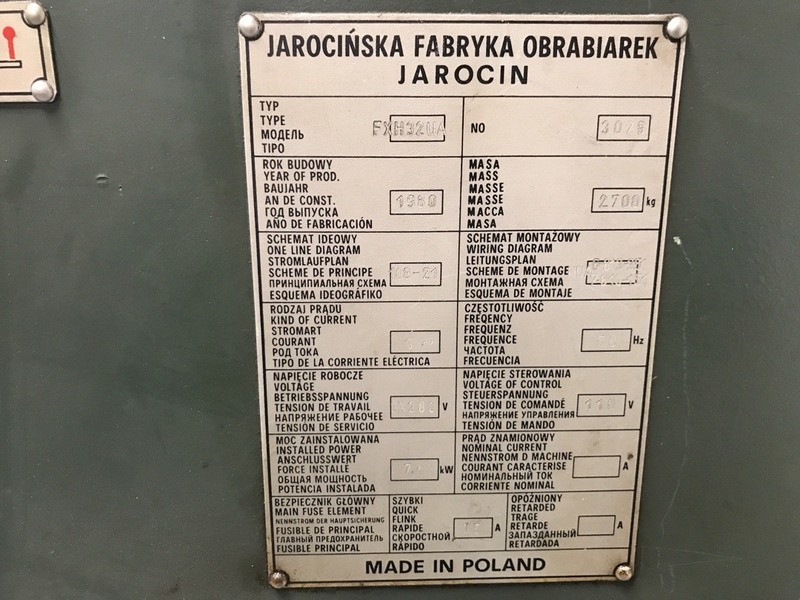 JAROCIŃSKA FABRYKA OBRABIAREK
JAROCIN
TYP
TYPE
МОДЕЛЬ
TIPO
FXH32UA
NO
ROK BUDOWY
YEAR OF PROD.
BAUJAHR
AN DE CONST.
ГОД ВЫПУСКА
AÑO DE FABRICACIÓN
1980
MASA
MASS
MASSE
MASSE
МАССА
MASA
2700 kg
SCHEMAT IDEOWY
ONE LINE DIAGRAM
STROMLAUFPLAN
SCHEME DE PRINCIPE
ПРИНЦИПИАЛЬНАЯ СХЕМА
ESQUEMA IDEOGRÁFIKO
SCHEMAT MONTAŻOWY
WIRING DIAGRAM
LEITUNGSPLAN
SCHEME DE MONTAGE
МОНТАЖНАЯ СХЕМА
ESQUEMA DE MONTAJE
RODZAJ PRĄDU
KIND OF CURRENT
STROMART
COURANT
РОД ТОКА
TIPO DE LA CORRIENTE ELÉCTRICA
CZĘSTOTLIWOŚĆ
FREQENCY
FREQUENZ
FREQUENCE
ЧАСТОТА
FRECUENCIA
Hz
NAPIĘCIE ROBOCZE
VOLTAGE
BETRIEBSSPANNUNG
TENSION DE TRAVAIL
НАПРЯЖЕНИЕ РАБОЧЕЕ
TENSIÓN DE SERVICIO
V
NAPIĘCIE STEROWANIA
VOLTAGE OF CONTROL
STEUERSPANNUNG
TENSION DE COMANDÉ
НАПРЯЖЕНИЕ УПРАВЛЕНИЯ
TENSIÓN DE MANDO
110 V
MOC ZAINSTALOWANA
INSTALLED POWER
ANSCHLUSSWERT
FORCE INSTALLE
ОБЩАЯ МОЩНОСТЬ
POTENCIA INSTALADA
kW
PRĄD ZNAMIONOWY
NOMINAL CURRENT
NENNSTROM D MACHINE
COURANT CARACTERISE
НОМИНАЛЬНЫЙ ТОК
CORRIENTE NOMINAL
A
BEZPIECZNIK GŁÓWNY
MAIN FUSE ELEMENT
NENNSTROM DER HAUPTSICHERUNG
FUSIBLE DE PRINCIPAL
ГЛАВНЫЙ ПРЕДОХРАНИТЕЛЬ
FUSIBLE PRINCIPAL
SZYBKI
QUICK
FLINK
RAPIDE
СКОРОСТНОЙ
RÁPIDO
A
OPÓŹNIONY
RETARDED
TRAGE
RETARDE
ЗАПАЗДАННЫЙ
RETARDADA
A
MADE IN POLAND